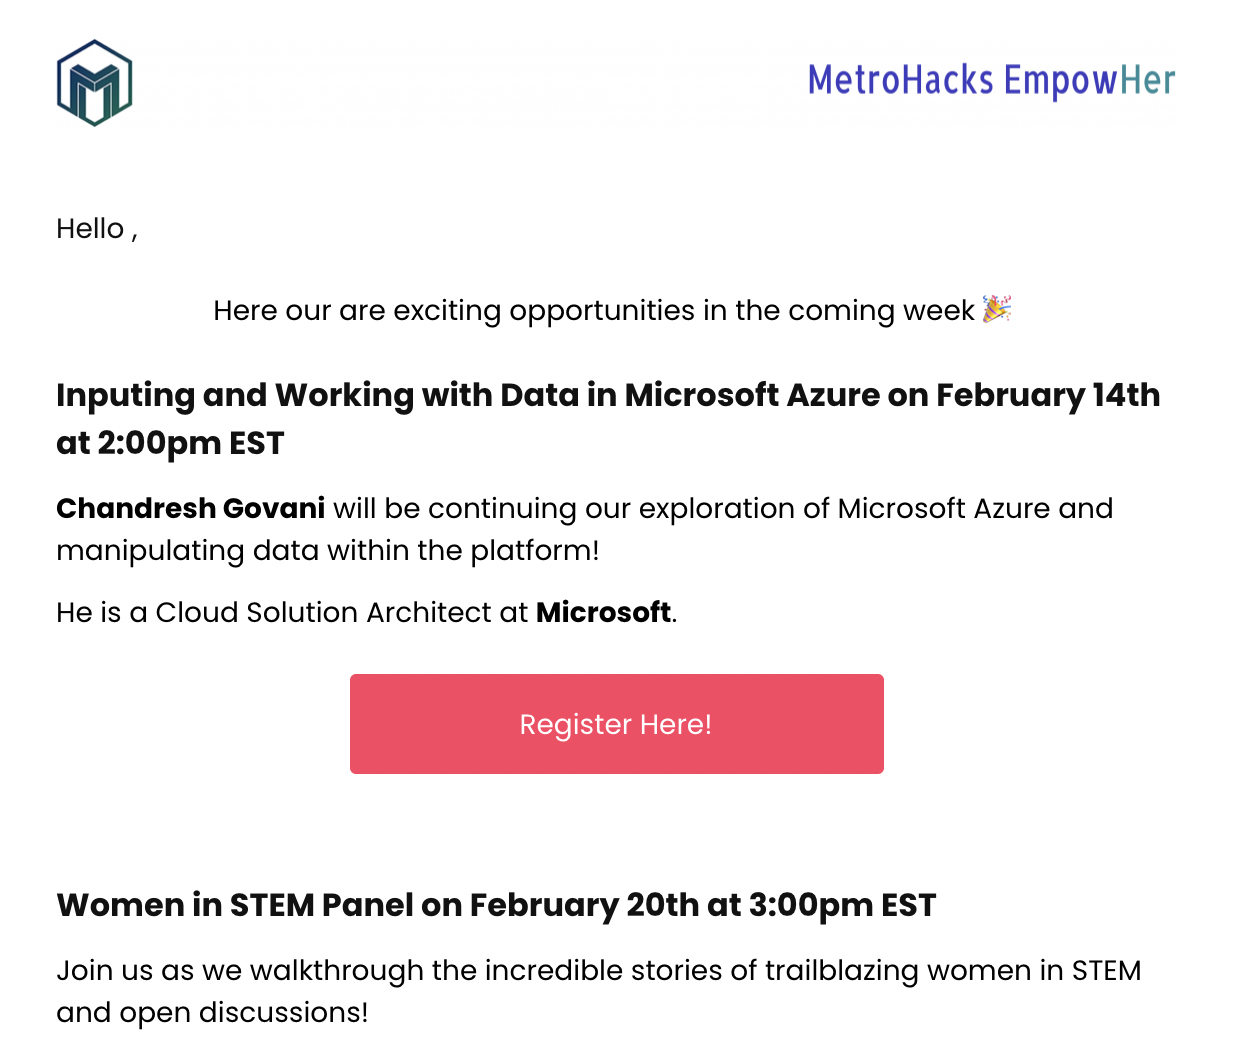 MetroHacks EmpowHer
Hello ,
Here our are exciting opportunities in the coming week 🎉
Inputing and Working with Data in Microsoft Azure on February 14th
at 2:00pm EST
Chandresh Govani will be continuing our exploration of Microsoft Azure and
manipulating data within the platform!
He is a Cloud Solution Architect at Microsoft.
Register Here!
Women in STEM Panel on February 20th at 3:00pm EST
Join us as we walkthrough the incredible stories of trailblazing women in STEM
and open discussions!